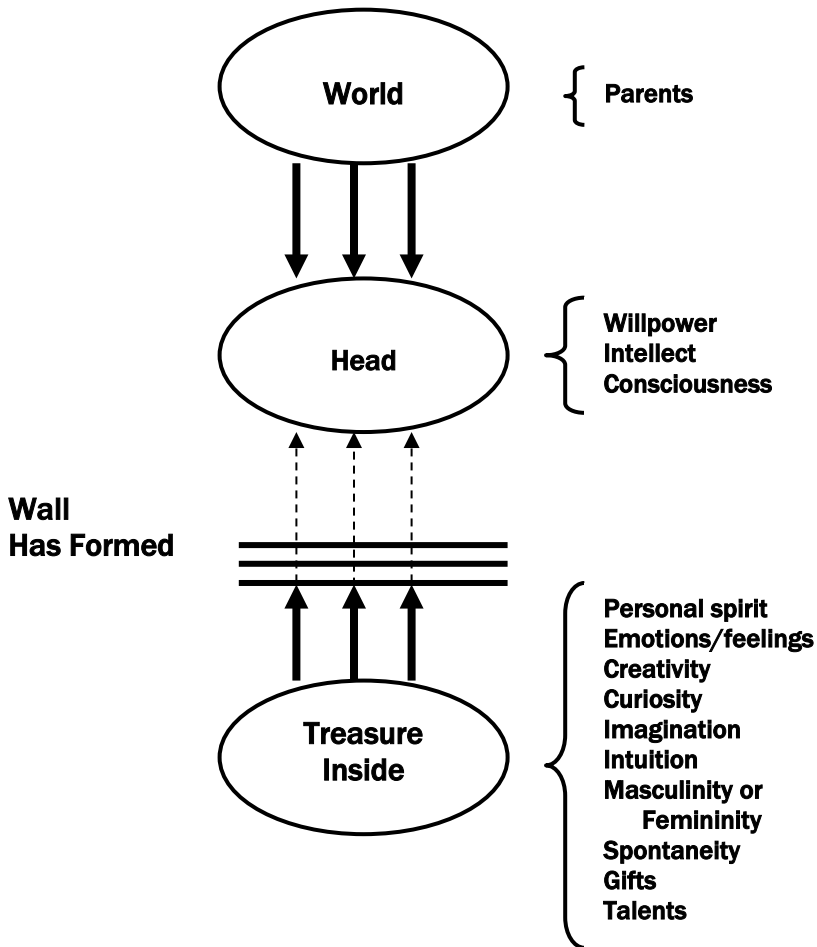 World
Parents
Head
Willpower
Intellect
Consciousness
Wall
Has Formed
Treasure
Inside
Personal spirit
Emotions/feelings
Creativity
Curiosity
Imagination
Intuition
Masculinity or
Femininity
Spontaneity
Gifts
Talents